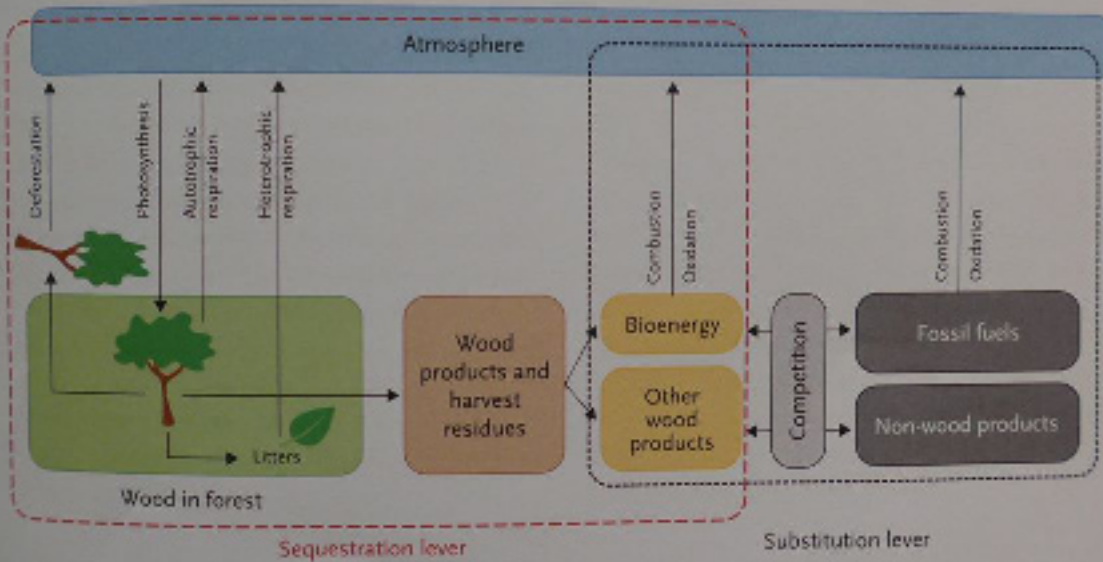 Atmosphere
Deforestation
Photosynthesis
Autotrophic
respiration
Heterotrophic
respiration
Combustion
Oxidation
Combustion
Oxidation
Wood
products and
harvest
residues
Bioenergy
Other
wood
products
Competition
Fossil fuels
Non-wood products
Litters
Wood in forest
Sequestration lever
Substitution lever